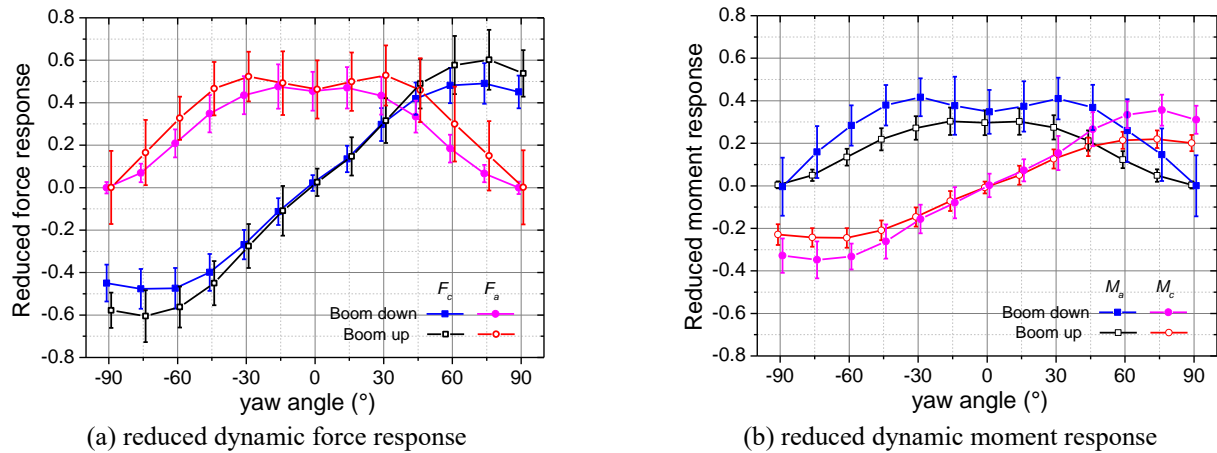 Reduced force response
0.8
0.6
0.4
0.2
0.0
-0.2
-0.4
-0.6
-0.8
F_c F_a
Boom down
Boom up
-90 -60 -30 0 30 60 90
yaw angle (°)
(a) reduced dynamic force response
Reduced moment response
0.8
0.6
0.4
0.2
0.0
-0.2
-0.4
-0.6
-0.8
M_a M_c
Boom down
Boom up
-90 -60 -30 0 30 60 90
yaw angle (°)
(b) reduced dynamic moment response